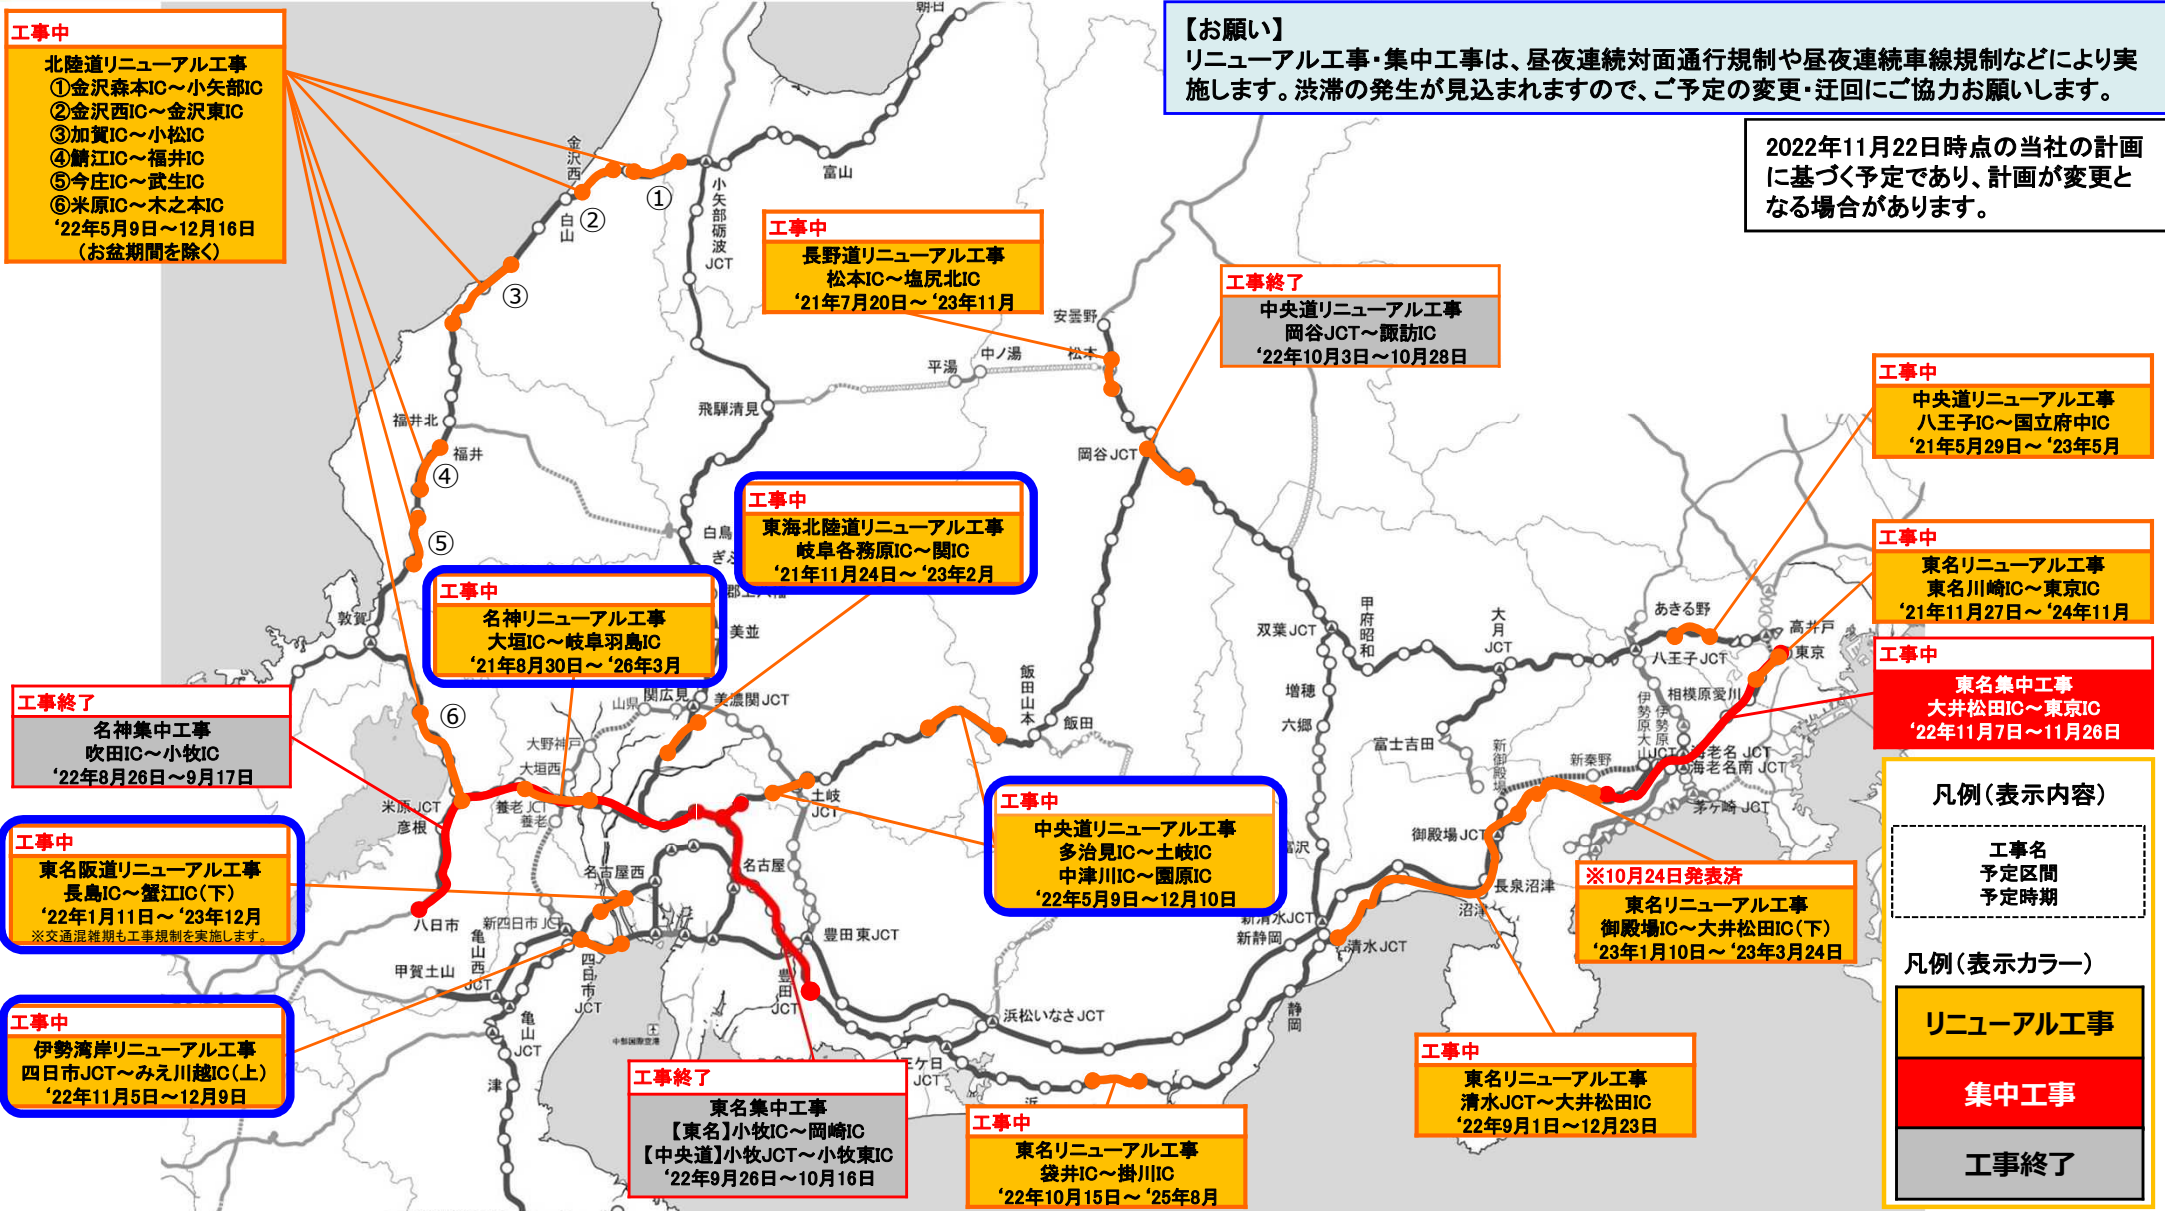 【お願い】
リニューアル工事・集中工事は、昼夜連続対面通行規制や昼夜連続車線規制などにより実
施します。渋滞の発生が見込まれますので、ご予定の変更・迂回にご協力お願いします。
2022年11月22日時点の当社の計画
に基づく予定であり、計画が変更と
なる場合があります。
工事中
北陸道リニューアル工事
①金沢森本IC～小矢部IC
②金沢西IC～金沢東IC
③加賀IC～小松IC
④鯖江IC～福井IC
⑤今庄IC～武生IC
⑥米原IC～木之本IC
‘22年5月9日～12月16日
(お盆期間を除く)
工事中
長野道リニューアル工事
松本IC～塩尻北IC
‘21年7月20日～‘23年11月
工事終了
中央道リニューアル工事
岡谷JCT～諏訪IC
‘22年10月3日～10月28日
工事中
中央道リニューアル工事
八王子IC～国立府中IC
‘21年5月29日～‘23年5月
工事中
東海北陸道リニューアル工事
岐阜各務原IC～関IC
‘21年11月24日～‘23年2月
工事中
東名リニューアル工事
東名川崎IC～東京IC
‘21年11月27日～‘24年11月
工事中
名神リニューアル工事
大垣IC～岐阜羽島IC
‘21年8月30日～‘26年3月
工事中
東名集中工事
大井松田IC～東京IC
‘22年11月7日～11月26日
工事終了
名神集中工事
吹田IC～小牧IC
‘22年8月26日～9月17日
工事中
中央道リニューアル工事
多治見IC～土岐IC
中津川IC～園原IC
‘22年5月9日～12月10日
工事中
東名阪道リニューアル工事
長島IC～蟹江IC(下)
‘22年1月11日～‘23年12月
※交通混雑期も工事規制を実施します。
※10月24日発表済
東名リニューアル工事
御殿場IC～大井松田IC(下)
‘23年1月10日～‘23年3月24日
工事中
伊勢湾岸リニューアル工事
四日市JCT～みえ川越IC(上)
‘22年11月5日～12月9日
工事終了
東名集中工事
【東名】小牧IC～岡崎IC
【中央道】小牧JCT～小牧東IC
‘22年9月26日～10月16日
工事中
東名リニューアル工事
袋井IC～掛川IC
‘22年10月15日～‘25年8月
工事中
東名リニューアル工事
清水JCT～大井松田IC
‘22年9月1日～12月23日
凡例(表示内容)
工事名
予定区間
予定時期
凡例(表示カラー)
リニューアル工事
集中工事
工事終了
朝日
金沢西
白山
①
②
③
④
⑤
⑥
富山
小矢部砺波JCT
安曇野
松本
中ノ湯
平湯
飛騨清見
福井北
福井
岡谷JCT
白鳥
美並
敦賀
双葉JCT
甲府昭和
大月JCT
あきる野
高井戸
八王子JCT
東京
相模原愛川
増穂
六郷
飯田山本
飯田
関広見
美濃関JCT
山県
大野神戸
大垣西
富士吉田
新御殿場
新秦野
伊勢原大山
伊勢原JCT
海老名JCT
海老名南JCT
茅ヶ崎JCT
米原JCT
彦根
養老JCT
養老
土岐JCT
御殿場JCT
名古屋西
名古屋
長泉沼津
沼津
八日市
新四日市JCT
亀山西JCT
豊田東JCT
新清水JCT
新静岡
清水JCT
甲賀土山
四日市JCT
豊田JCT
静岡
亀山JCT
浜松いなさJCT
中部国際空港
三ケ日JCT
津